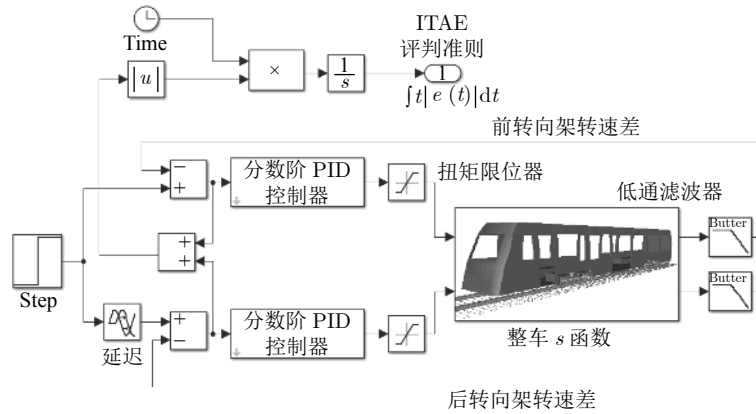 ITAE
评判准则
Time
|u|
×
1
s
1
∫t|e (t)|dt
前转向架转速差
−
+
分数阶 PID
控制器
扭矩限位器
低通滤波器
Butter
+
+
Step
Butter
延迟
+
−
分数阶 PID
控制器
整车 s 函数
后转向架转速差